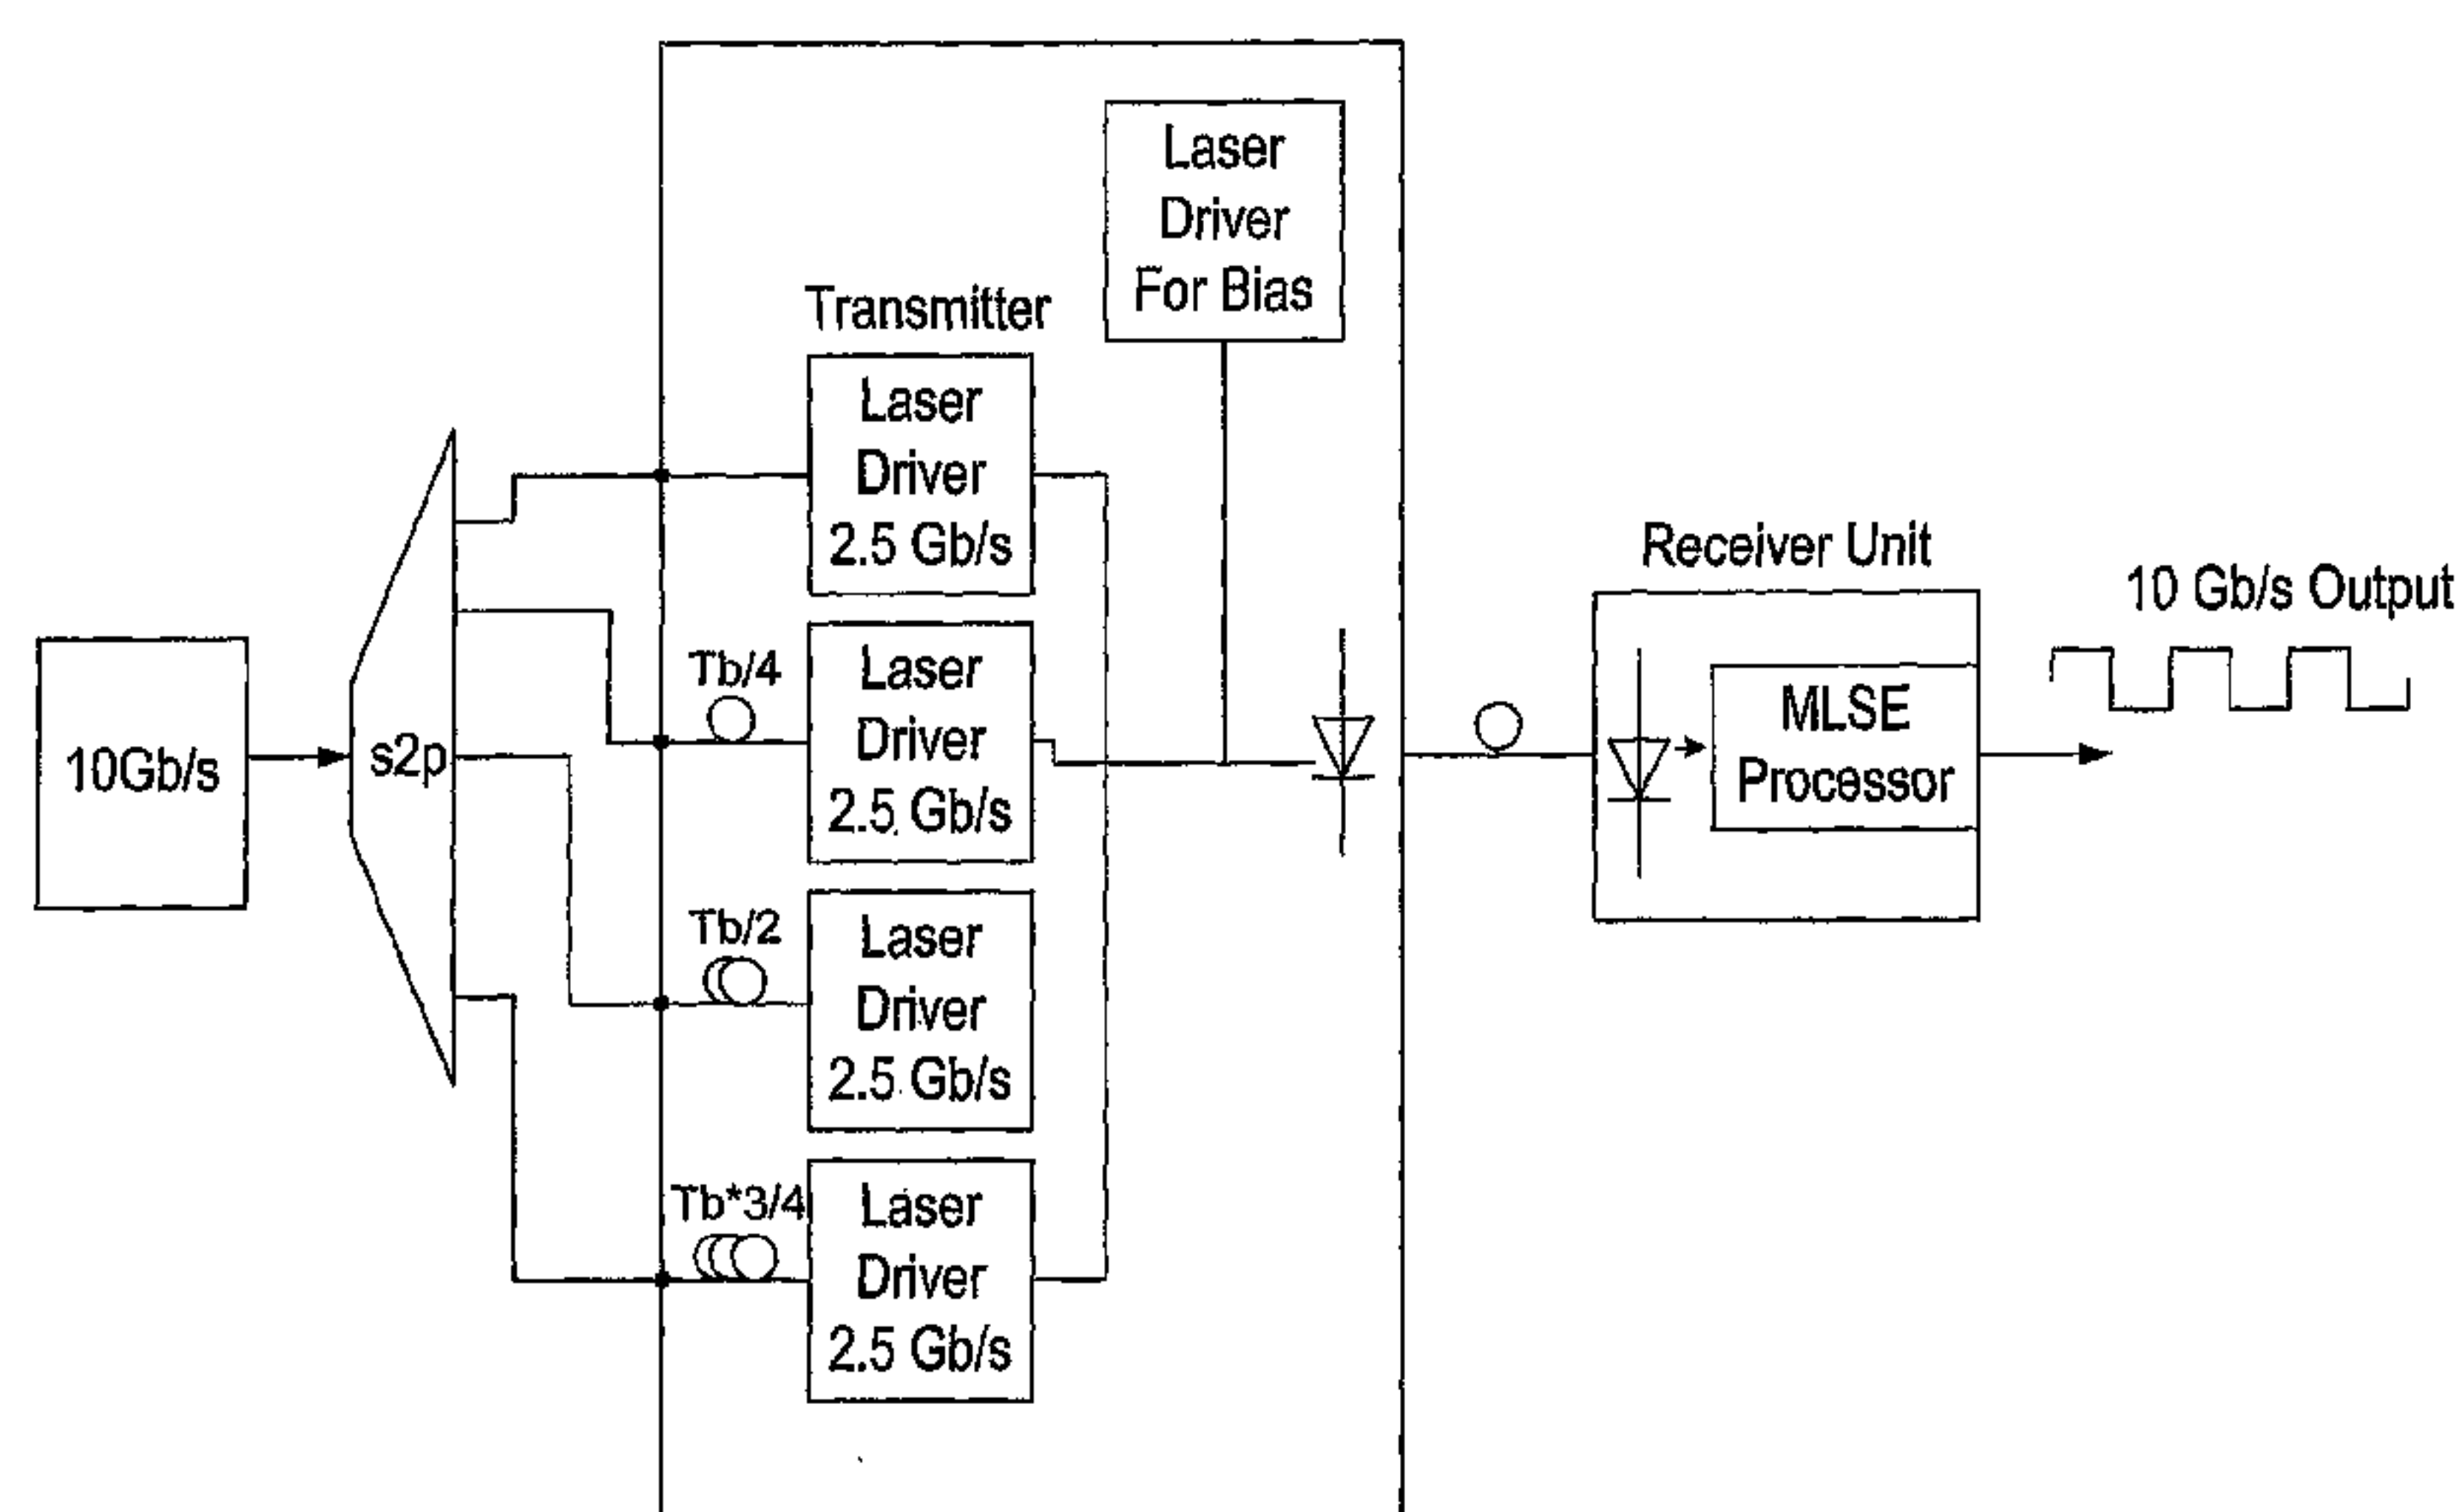 Laser
Driver
For Bias
Transmitter
Laser
Driver
2.5 Gb/s
Tb/4
Laser
Driver
2.5 Gb/s
Tb/2
Laser
Driver
2.5 Gb/s
Tb*3/4
Laser
Driver
2.5 Gb/s
10Gb/s
s2p
Receiver Unit
MLSE
Processor
10 Gb/s Output